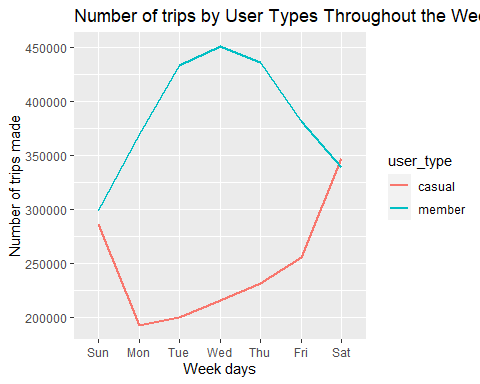 Number of trips by User Types Throughout the Wee
450000
400000
350000
300000
250000
200000
Number of trips made
Sun Mon Tue Wed Thu Fri Sat
Week days
user_type
casual
member